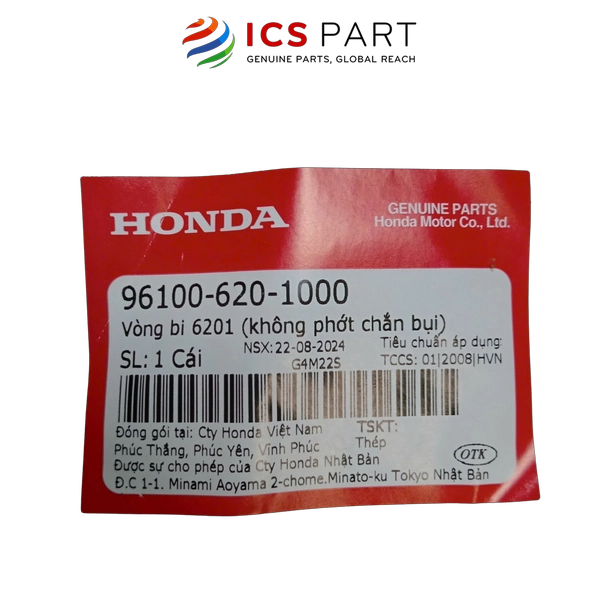 ICS PART
GENUINE PARTS, GLOBAL REACH
HONDA
GENUINE PARTS
Honda Motor Co., Ltd.
96100-620-1000
Vòng bi 6201 (không phớt chắn bụi)
SL: 1 Cái
NSX:22-08-2024
Tiêu chuẩn áp dụng:
G4M22S
TCCS: 01|2008|HVN
Đóng gói tại: Cty Honda Việt Nam
TSKT:
Phúc Thắng, Phúc Yên, Vĩnh Phúc
Thép
Được sự cho phép của Cty Honda Nhật Bản
OTK
Đ.C 1-1. Minami Aoyama 2-chome.Minato-ku Tokyo Nhật Bản